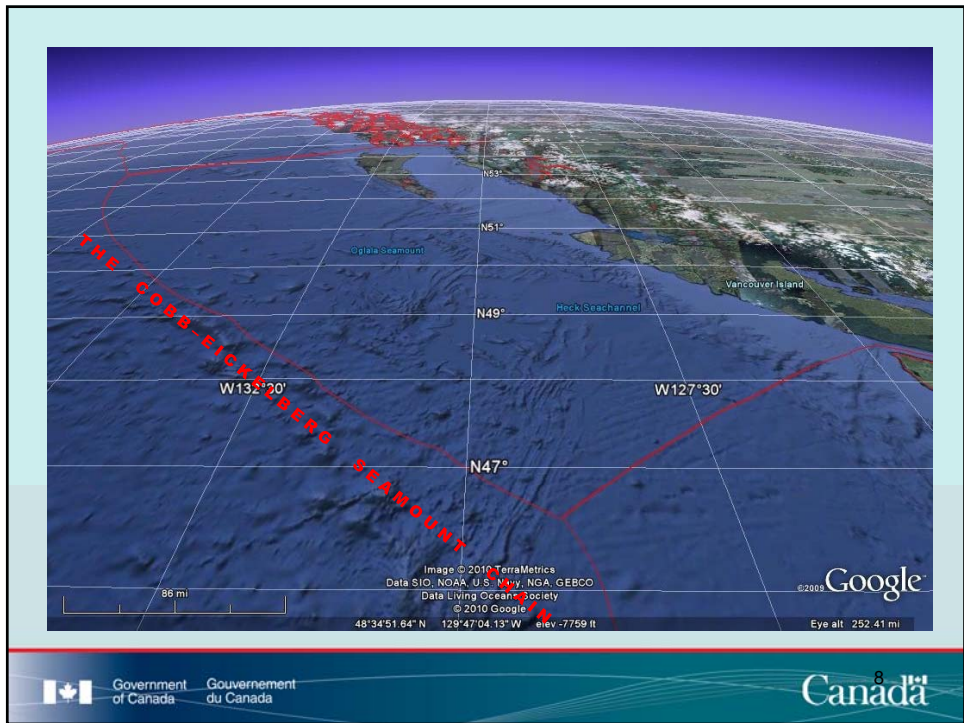 N53°
N51°
Oglala Seamount
Vancouver Island
THE COBB-EICKELBERG SEAMOUNT CHAIN
Heck Seachannel
N49°
W132°30'
W127°30'
N47°
Image © 2010 TerraMetrics
Data SIO, NOAA, U.S. Navy, NGA, GEBCO
Data Living Oceans Society
© 2010 Google
©2009 Google
86 mi
48°34'51.64" N 129°47'04.13" W elev -7759 ft
Eye alt 252.41 mi
Government Gouvernement
of Canada du Canada
Canada
8